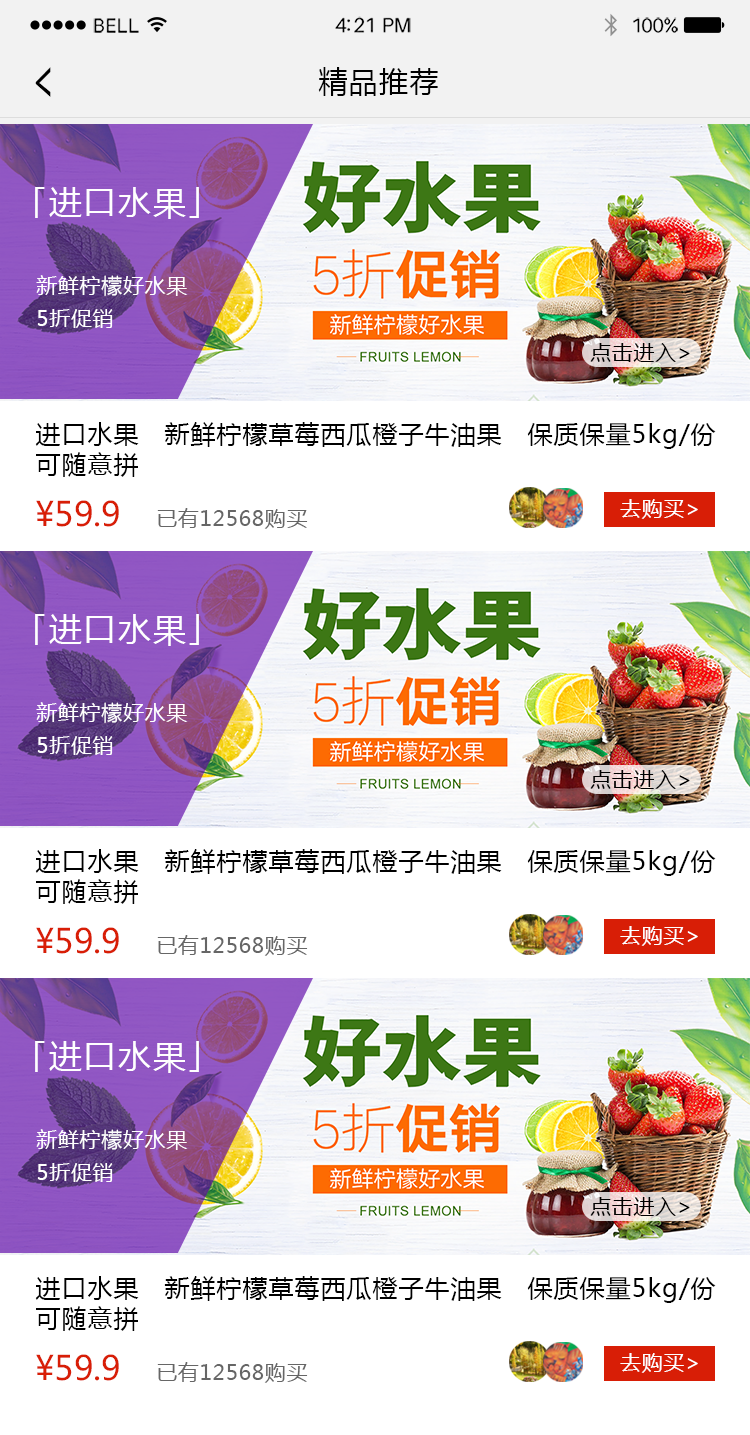 BELL 4:21 PM 100%
精品推荐
「进口水果」
新鲜柠檬好水果
5折促销
好水果
5折促销
新鲜柠檬好水果
FRUITS LEMON
点击进入>
进口水果 新鲜柠檬草莓西瓜橙子牛油果 保质保量5kg/份
可随意拼
¥59.9 已有12568购买 去购买>
「进口水果」
新鲜柠檬好水果
5折促销
好水果
5折促销
新鲜柠檬好水果
FRUITS LEMON
点击进入>
进口水果 新鲜柠檬草莓西瓜橙子牛油果 保质保量5kg/份
可随意拼
¥59.9 已有12568购买 去购买>
「进口水果」
新鲜柠檬好水果
5折促销
好水果
5折促销
新鲜柠檬好水果
FRUITS LEMON
点击进入>
进口水果 新鲜柠檬草莓西瓜橙子牛油果 保质保量5kg/份
可随意拼
¥59.9 已有12568购买 去购买>